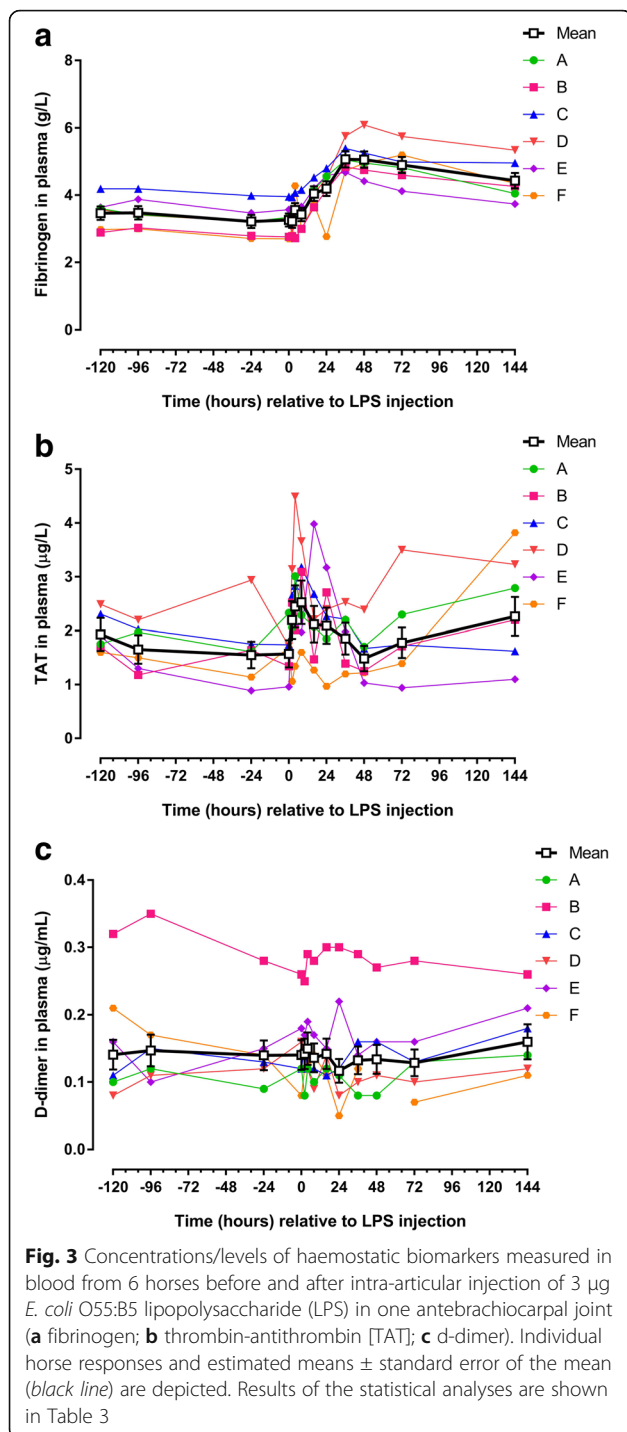 a
Mean
A
B
C
D
E
F
Fibrinogen in plasma (g/L)
8
6
4
2
0
-120 -96 -72 -48 -24 0 24 48 72 96 120 144
Time (hours) relative to LPS injection
b
Mean
A
B
C
D
E
F
TAT in plasma (µg/L)
5
4
3
2
1
0
-120 -96 -72 -48 -24 0 24 48 72 96 120 144
Time (hours) relative to LPS injection
c
Mean
A
B
C
D
E
F
D-dimer in plasma (µg/mL)
0.4
0.3
0.2
0.1
0.0
-120 -96 -72 -48 -24 0 24 48 72 96 120 144
Time (hours) relative to LPS injection
Fig. 3 Concentrations/levels of haemostatic biomarkers measured in
blood from 6 horses before and after intra-articular injection of 3 µg
E. coli O55:B5 lipopolysaccharide (LPS) in one antebrachiocarpal joint
(a fibrinogen; b thrombin-antithrombin [TAT]; c d-dimer). Individual
horse responses and estimated means ± standard error of the mean
(black line) are depicted. Results of the statistical analyses are shown
in Table 3